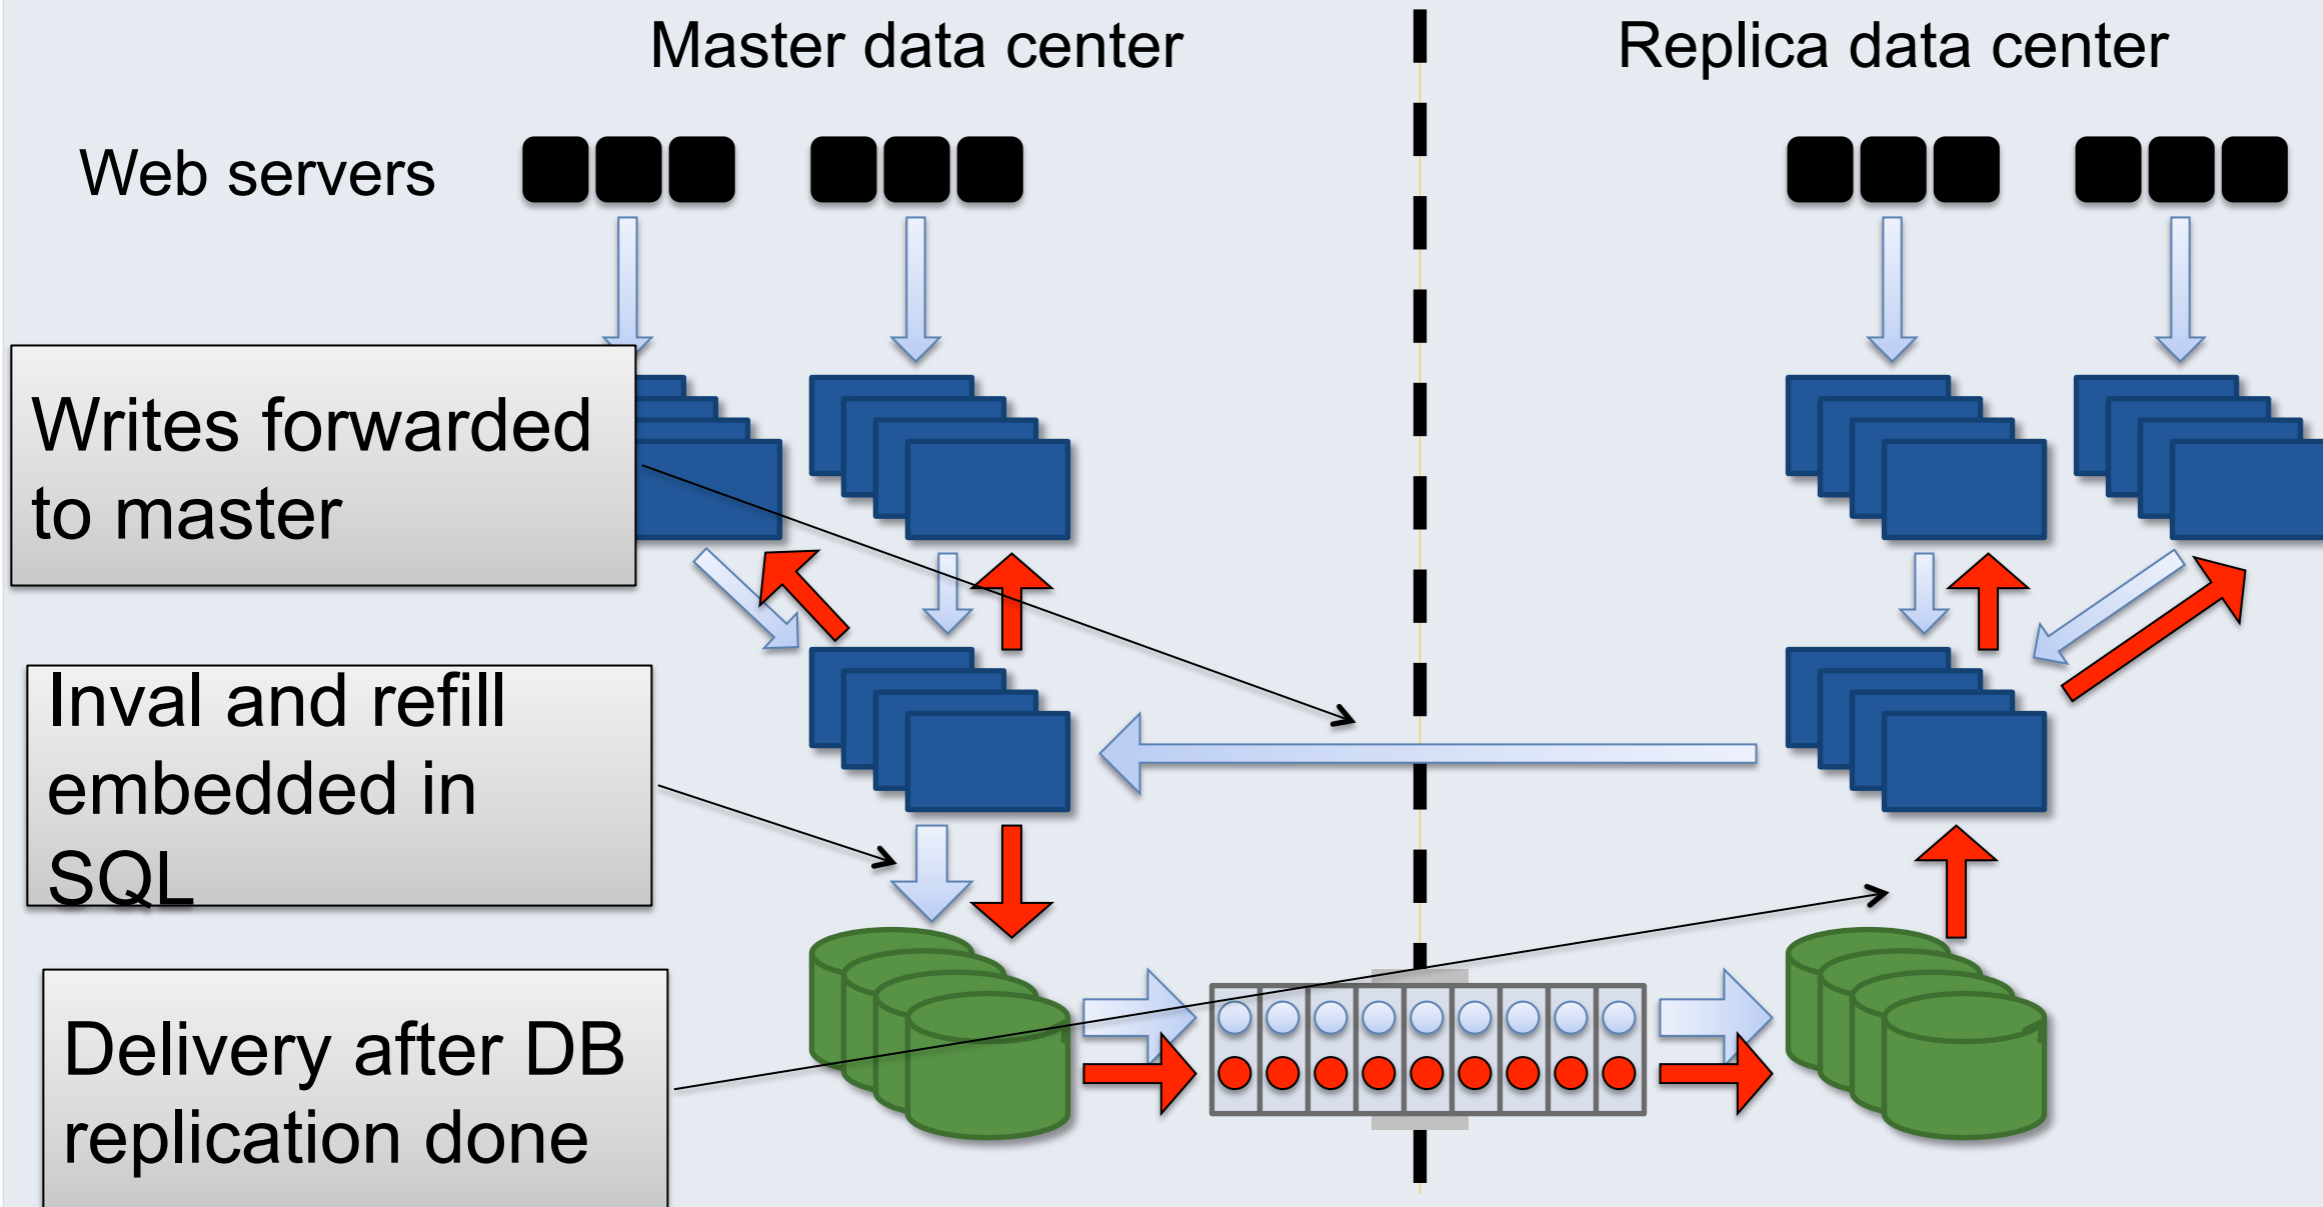 Master data center
Replica data center
Web servers
Writes forwarded
to master
Inval and refill
embedded in
SQL
Delivery after DB
replication done